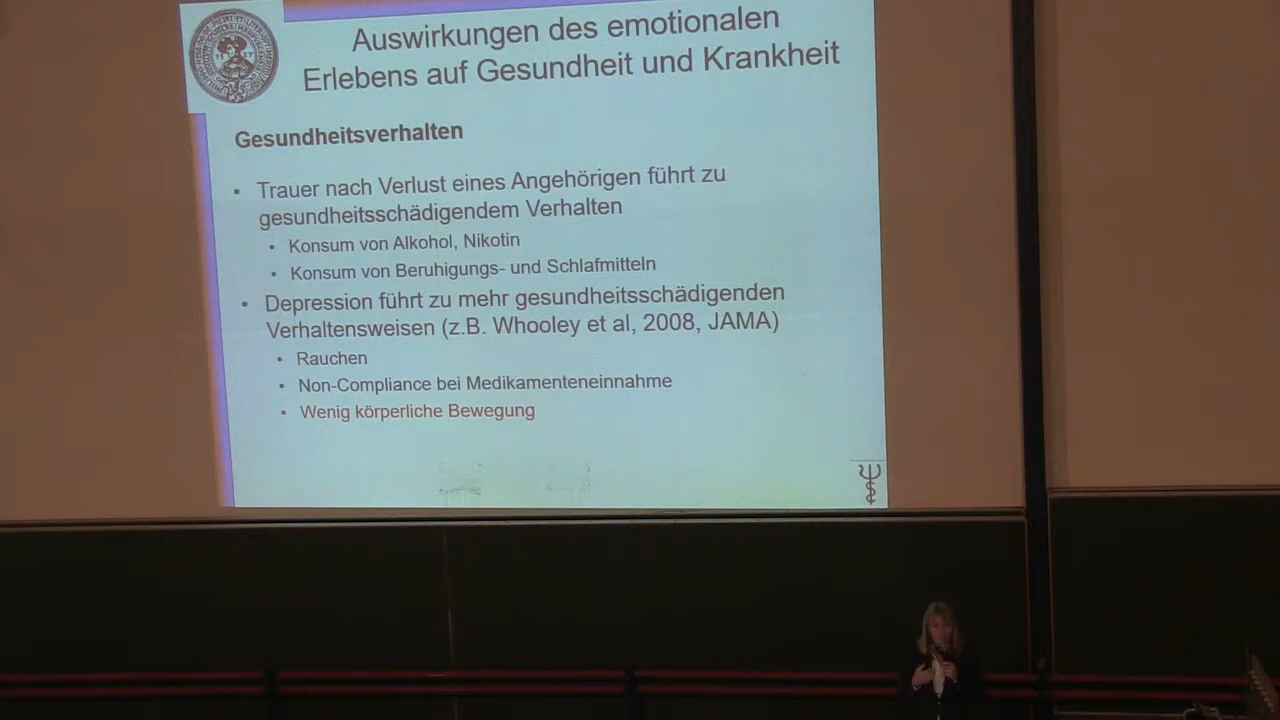 Auswirkungen des emotionalen
Erlebens auf Gesundheit und Krankheit
Gesundheitsverhalten
• Trauer nach Verlust eines Angehörigen führt zu
gesundheitsschädigendem Verhalten
• Konsum von Alkohol, Nikotin
• Konsum von Beruhigungs- und Schlafmitteln
• Depression führt zu mehr gesundheitsschädigenden
Verhaltensweisen (z.B. Whooley et al, 2008, JAMA)
• Rauchen
• Non-Compliance bei Medikamenteneinnahme
• Wenig körperliche Bewegung